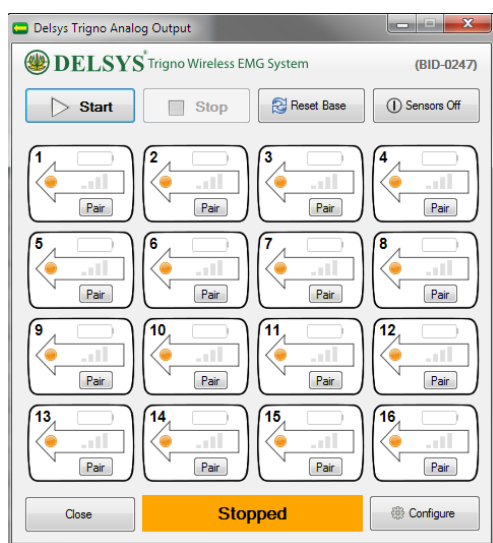 Delsys Trigno Analog Output
DELSYS® Trigno Wireless EMG System (BID-0247)
Start Stop Reset Base Sensors Off
1 2 3 4
Pair Pair Pair Pair
5 6 7 8
Pair Pair Pair Pair
9 10 11 12
Pair Pair Pair Pair
13 14 15 16
Pair Pair Pair Pair
Close Stopped Configure